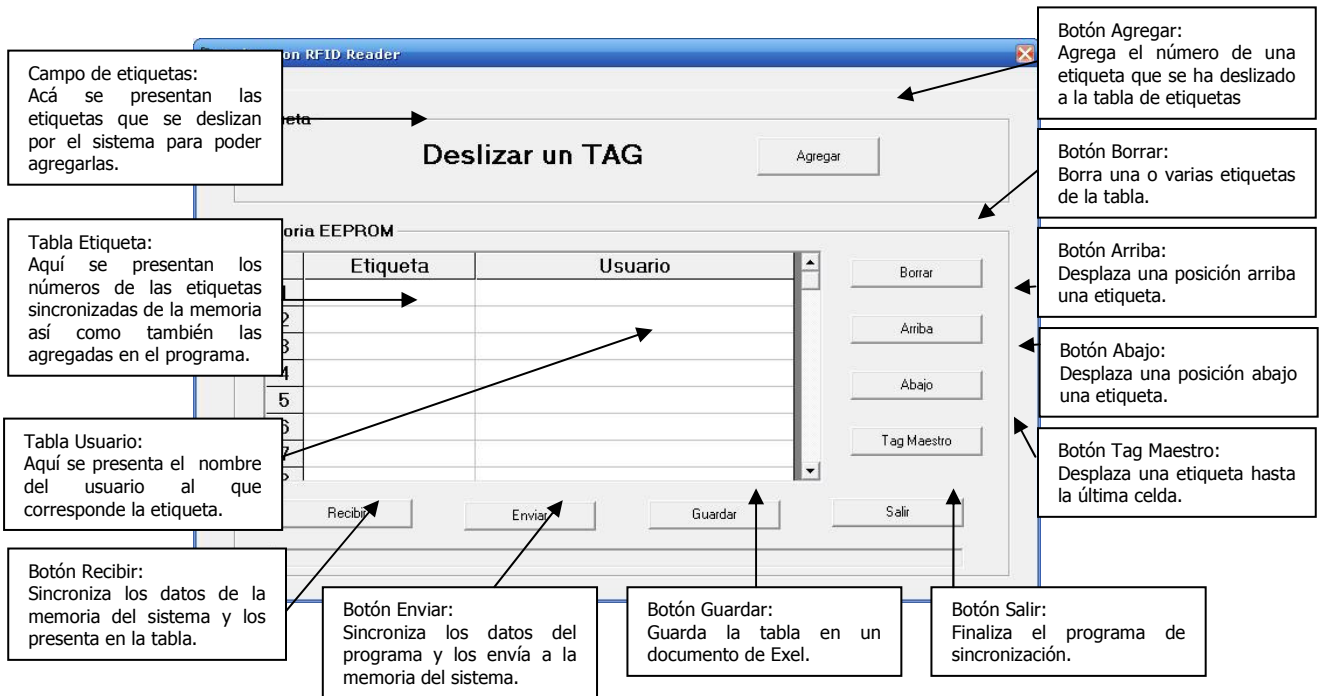 on RFID Reader
Campo de etiquetas:
Acá se presentan las
etiquetas que se deslizan
por el sistema para poder
agregarlas.
Deslizar un TAG
Agregar
Botón Agregar:
Agrega el número de una
etiqueta que se ha deslizado
a la tabla de etiquetas
Botón Borrar:
Borra una o varias etiquetas
de la tabla.
Tabla Etiqueta:
Aquí se presentan los
números de las etiquetas
sincronizadas de la memoria
así como también las
agregadas en el programa.
oria EEPROM
Etiqueta Usuario
1
2
3
4
5
6
7
Borrar
Arriba
Abajo
Tag Maestro
Botón Arriba:
Desplaza una posición arriba
una etiqueta.
Botón Abajo:
Desplaza una posición abajo
una etiqueta.
Botón Tag Maestro:
Desplaza una etiqueta hasta
la última celda.
Tabla Usuario:
Aquí se presenta el nombre
del usuario al que
corresponde la etiqueta.
Recibir Enviar Guardar Salir
Botón Recibir:
Sincroniza los datos de la
memoria del sistema y los
presenta en la tabla.
Botón Enviar:
Sincroniza los datos del
programa y los envía a la
memoria del sistema.
Botón Guardar:
Guarda la tabla en un
documento de Exel.
Botón Salir:
Finaliza el programa de
sincronización.